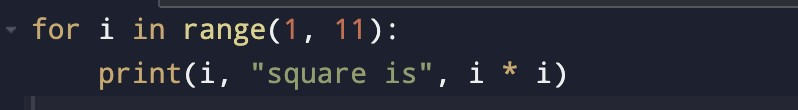 for i in range(1, 11):
    print(i, "square is", i * i)